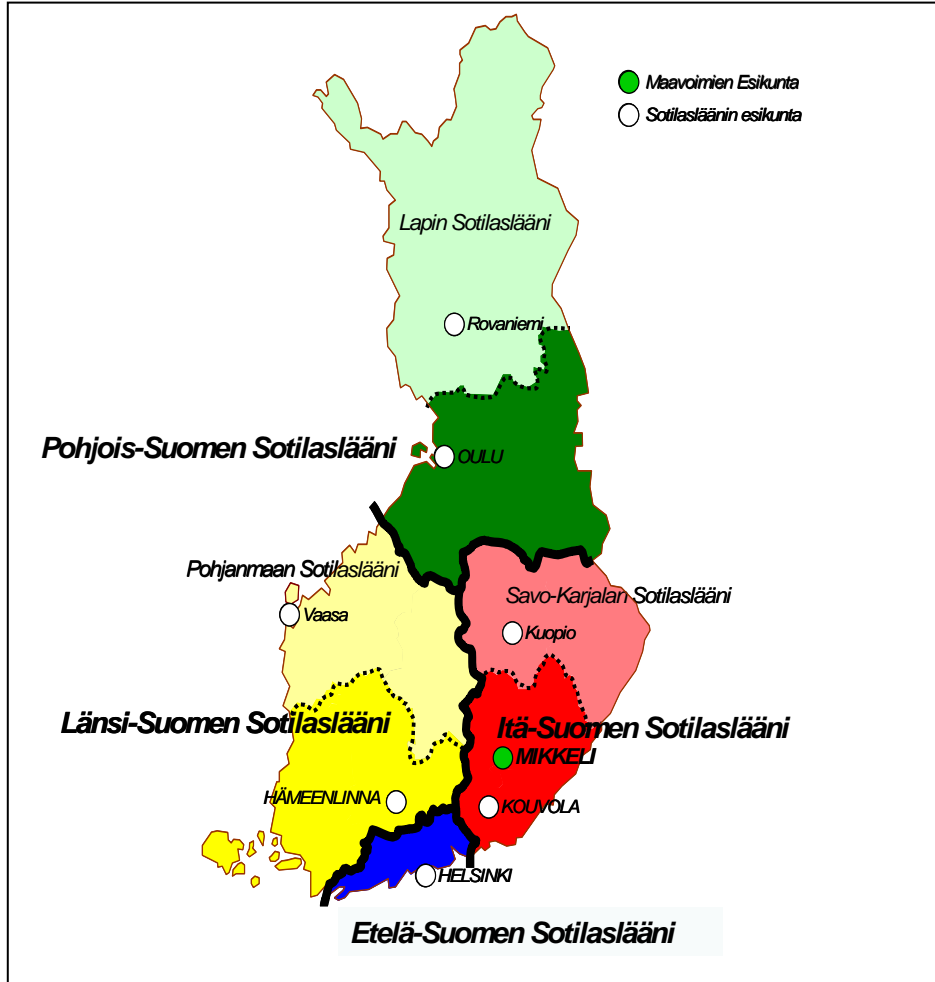 Maavoimien Esikunta
Sotilasläänin esikunta
Lapin Sotilaslääni
Rovaniemi
Pohjois-Suomen Sotilaslääni
OULU
Pohjanmaan Sotilaslääni
Vaasa
Savo-Karjalan Sotilaslääni
Kuopio
Länsi-Suomen Sotilaslääni
Itä-Suomen Sotilaslääni
MIKKELI
HÄMEENLINNA
KOUVOLA
HELSINKI
Etelä-Suomen Sotilaslääni